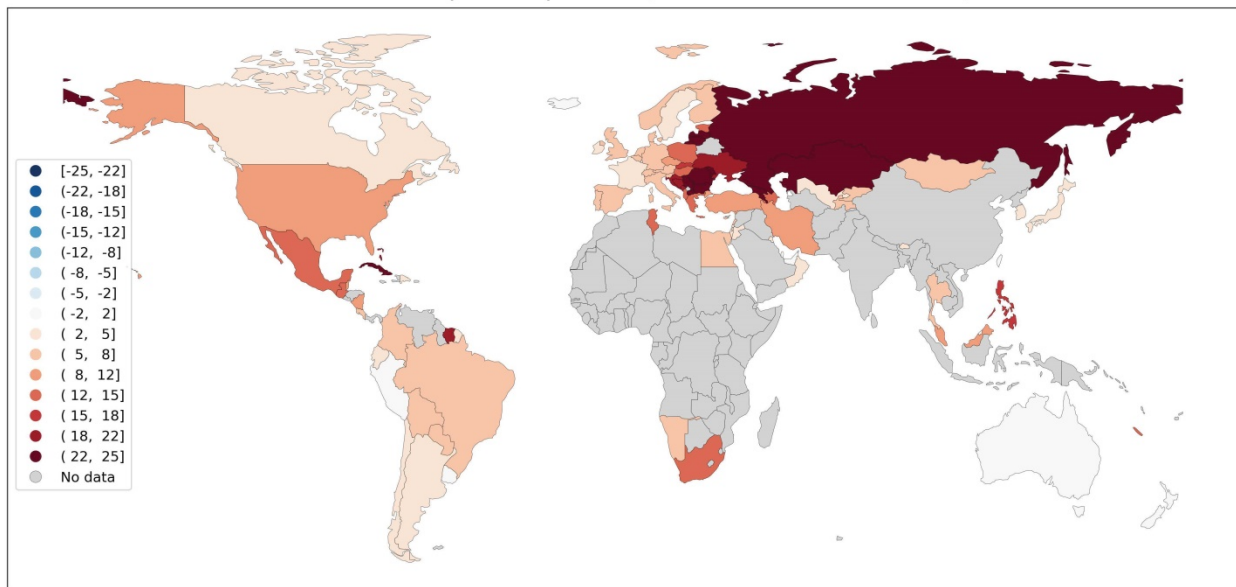 [-25, -22]
(-22, -18]
(-18, -15]
(-15, -12]
(-12, -8]
(-8, -5]
(-5, -2]
(-2, 2]
( 2, 5]
( 5, 8]
( 8, 12]
( 12, 15]
( 15, 18]
( 18, 22]
( 22, 25]
No data